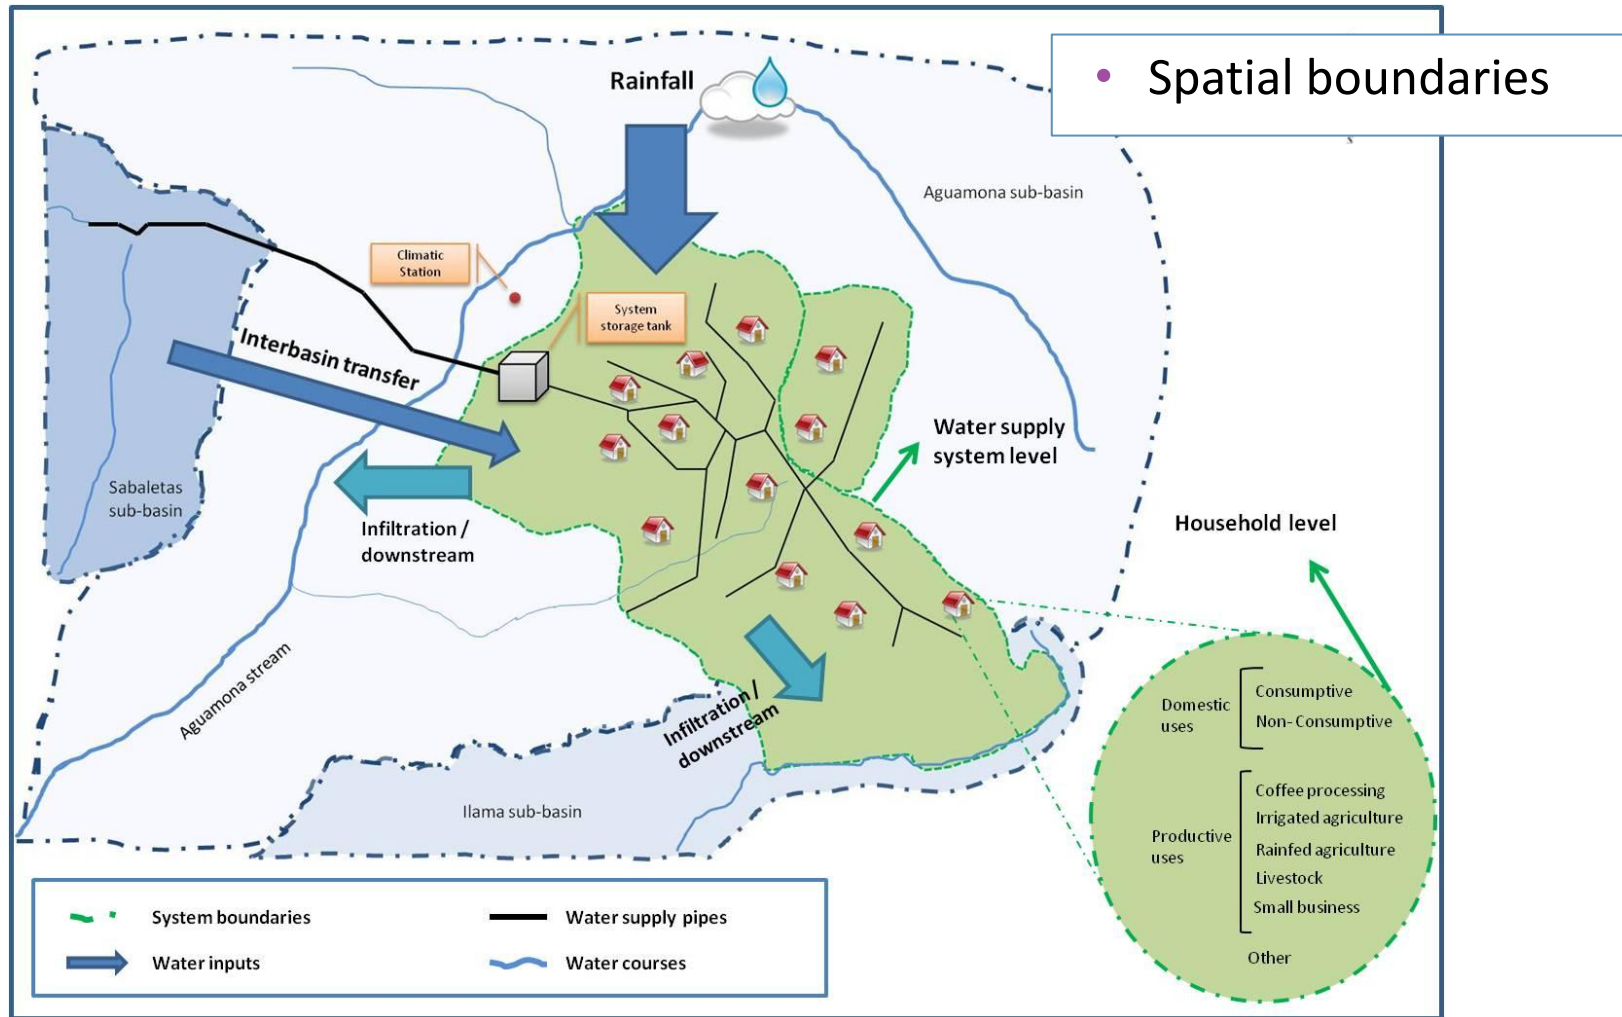 • Spatial boundaries
Rainfall
s
Aguamona sub-basin
Climatic
Station
System
storage tank
Interbasin transfer
Water supply
system level
Sabaletas
sub-basin
Infiltration /
downstream
Household level
Aguamona stream
Infiltration /
downstream
Ilama sub-basin
Domestic
uses
Consumptive
Non-Consumptive
Productive
uses
Coffee processing
Irrigated agriculture
Rainfed agriculture
Livestock
Small business
Other
System boundaries
Water supply pipes
Water inputs
Water courses